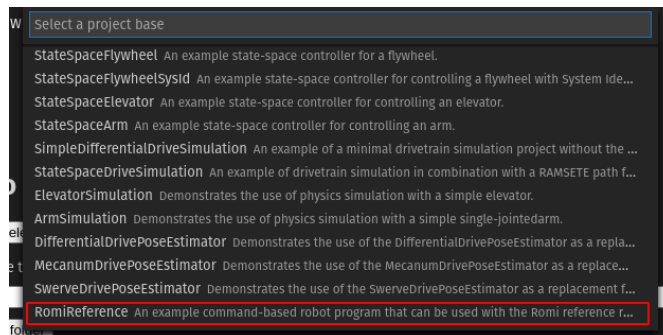 W
Select a project base
StateSpaceFlywheel An example state-space controller for a flywheel.
StateSpaceFlywheelSysId An example state-space controller for controlling a flywheel with System Ide...
StateSpaceElevator An example state-space controller for controlling an elevator.
StateSpaceArm An example state-space controller for controlling an arm.
SimpleDifferentialDriveSimulation An example of a minimal drivetrain simulation project without the ...
StateSpaceDriveSimulation An example of drivetrain simulation in combination with a RAMSETE path f...
ElevatorSimulation Demonstrates the use of physics simulation with a simple elevator.
ArmSimulation Demonstrates the use of physics simulation with a simple single-jointedarm.
DifferentialDrivePoseEstimator Demonstrates the use of the DifferentialDrivePoseEstimator as a repla...
MecanumDrivePoseEstimator Demonstrates the use of the MecanumDrivePoseEstimator as a replace...
SwerveDrivePoseEstimator Demonstrates the use of the SwerveDrivePoseEstimator as a replacement f...
RomiReference An example command-based robot program that can be used with the Romi reference r...